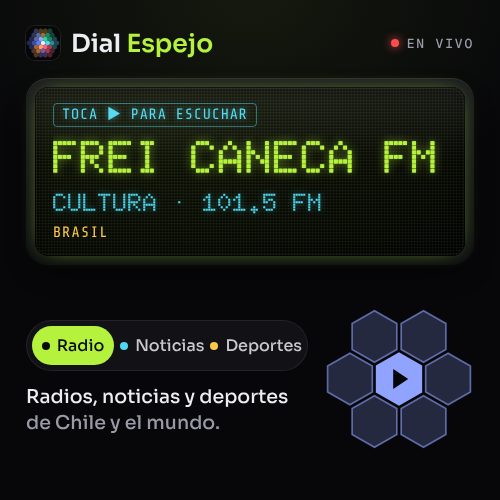 Dial Espejo
EN VIVO
TOCA ▶ PARA ESCUCHAR
FREI CANECA FM
CULTURA · 101.5 FM
BRASIL
Radio Noticias Deportes
Radios, noticias y deportes
de Chile y el mundo.